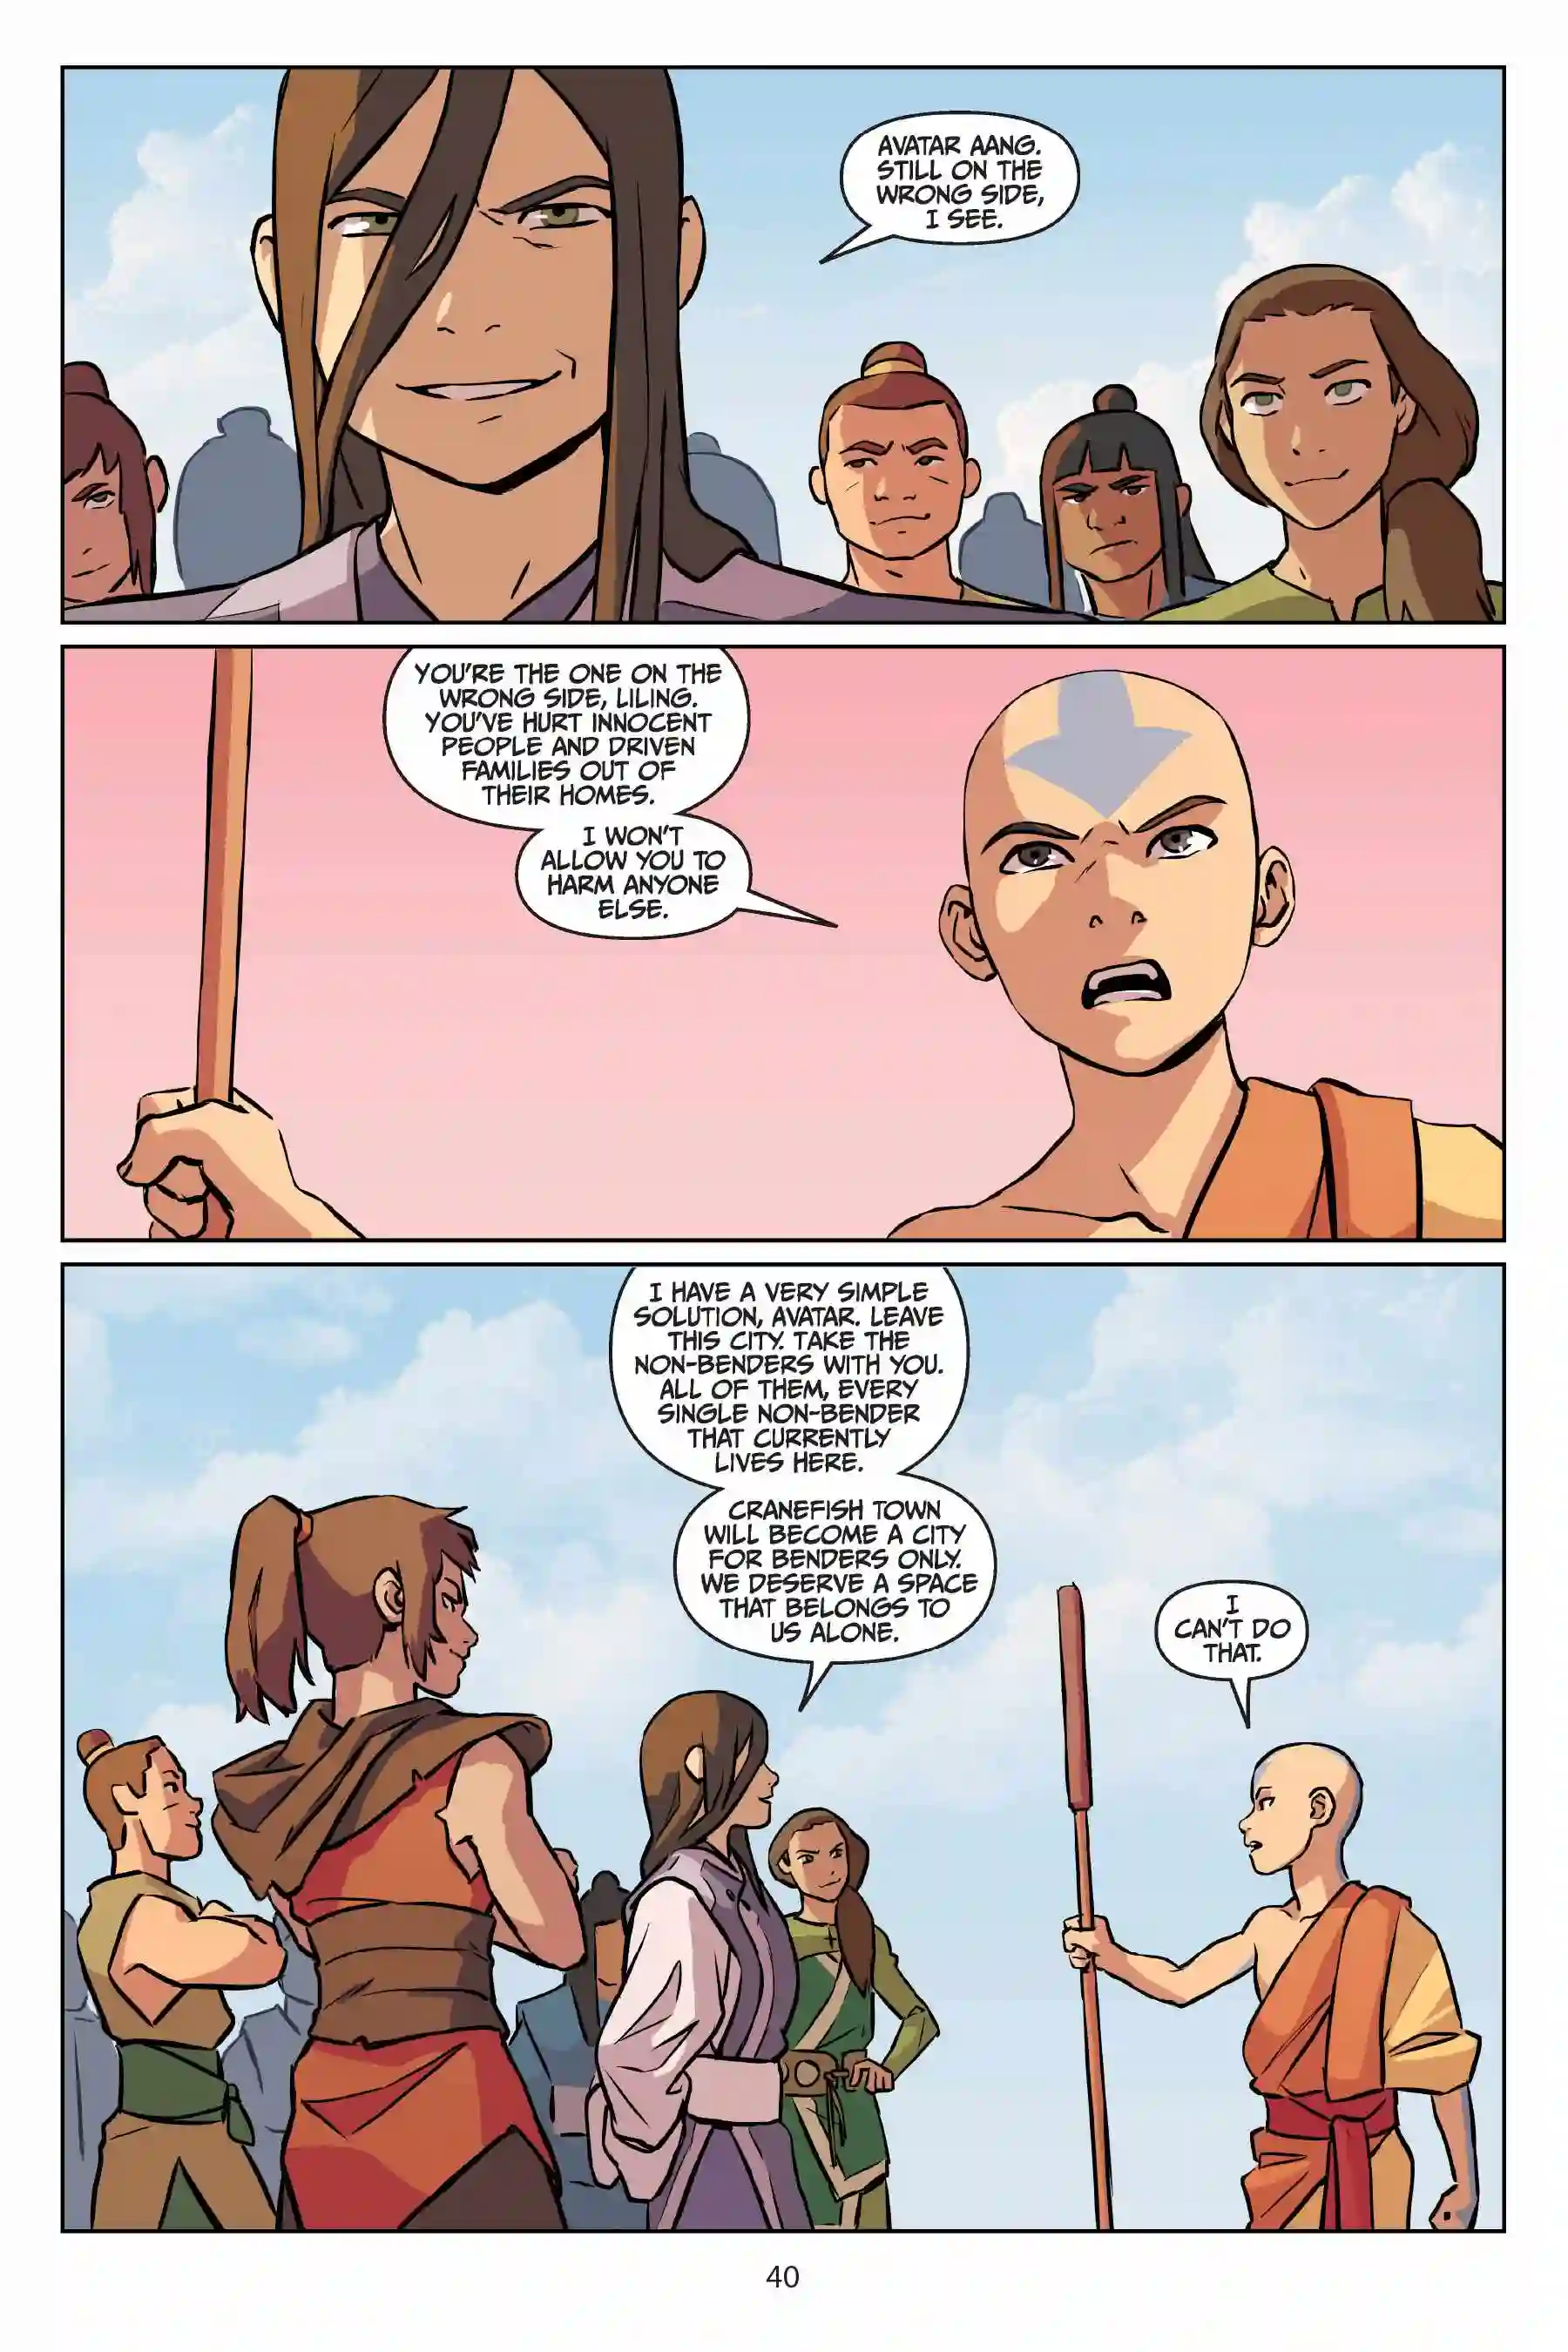 AVATAR AANG.
STILL ON THE
WRONG SIDE,
I SEE.
YOU'RE THE ONE ON THE
WRONG SIDE, LILING.
YOU'VE HURT INNOCENT
PEOPLE AND DRIVEN
FAMILIES OUT OF
THEIR HOMES.
I WON'T
ALLOW YOU TO
HARM ANYONE
ELSE.
I HAVE A VERY SIMPLE
SOLUTION, AVATAR. LEAVE
THIS CITY. TAKE THE
NON-BENDERS WITH YOU.
ALL OF THEM, EVERY
SINGLE NON-BENDER
THAT CURRENTLY
LIVES HERE.
CRANEFISH TOWN
WILL BECOME A CITY
FOR BENDERS ONLY.
WE DESERVE A SPACE
THAT BELONGS TO
US ALONE.
I
CAN'T DO
THAT.
40